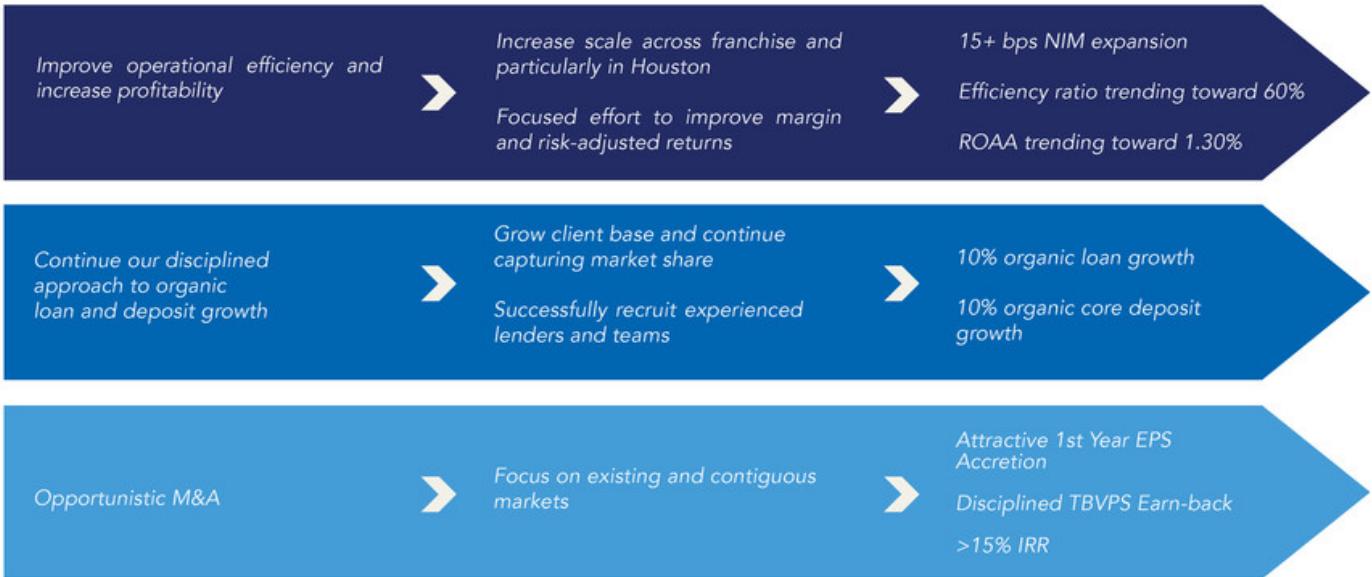 Improve operational efficiency and
increase profitability
Increase scale across franchise and
particularly in Houston
Focused effort to improve margin
and risk-adjusted returns
15+ bps NIM expansion
Efficiency ratio trending toward 60%
ROAA trending toward 1.30%
Continue our disciplined
approach to organic
loan and deposit growth
Grow client base and continue
capturing market share
Successfully recruit experienced
lenders and teams
10% organic loan growth
10% organic core deposit
growth
Opportunistic M&A
Focus on existing and contiguous
markets
Attractive 1st Year EPS
Accretion
Disciplined TBVPS Earn-back
>15% IRR